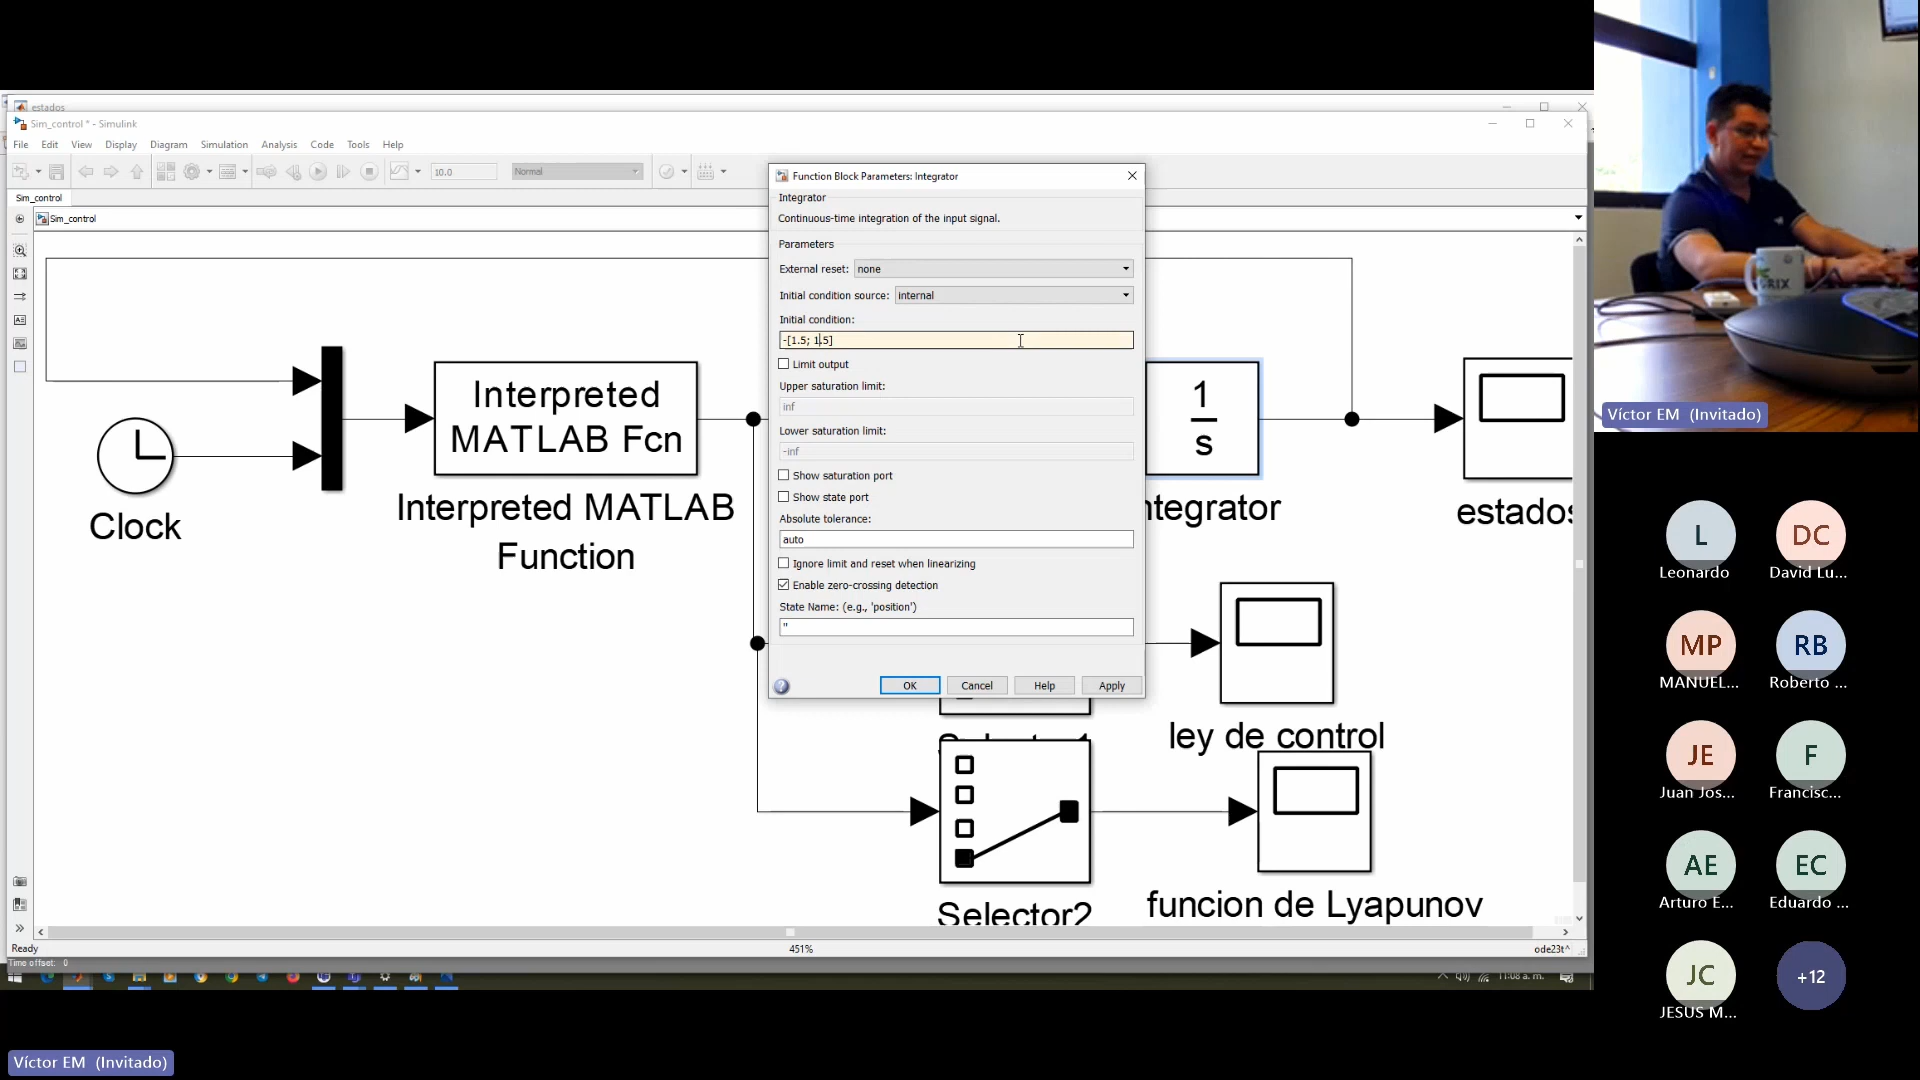 estados
Sim_control * - Simulink
File Edit View Display Diagram Simulation Analysis Code Tools Help
10.0 Normal
Sim_control
Sim_control
Function Block Parameters: Integrator
Integrator
Continuous-time integration of the input signal.
Parameters
External reset: none
Initial condition source: internal
Initial condition:
-[1.5; 1.5]
Limit output
Upper saturation limit:
inf
Lower saturation limit:
-inf
Show saturation port
Show state port
Absolute tolerance:
auto
Ignore limit and reset when linearizing
Enable zero-crossing detection
State Name: (e.g., 'position')
''
OK Cancel Help Apply
Clock
Interpreted
MATLAB Fcn
Interpreted MATLAB
Function
1
s
ntegrator
estados
ley de control
Selector2
funcion de Lyapunov
Ready 451% ode23t
Time offset: 0
11:08 a. m.
Víctor EM (Invitado)
Víctor EM (Invitado)
L DC
Leonardo David Lu...
MP RB
MANUEL... Roberto ...
JE F
Juan Jos... Francisc...
AE EC
Arturo E... Eduardo ...
JC +12
JESUS M...